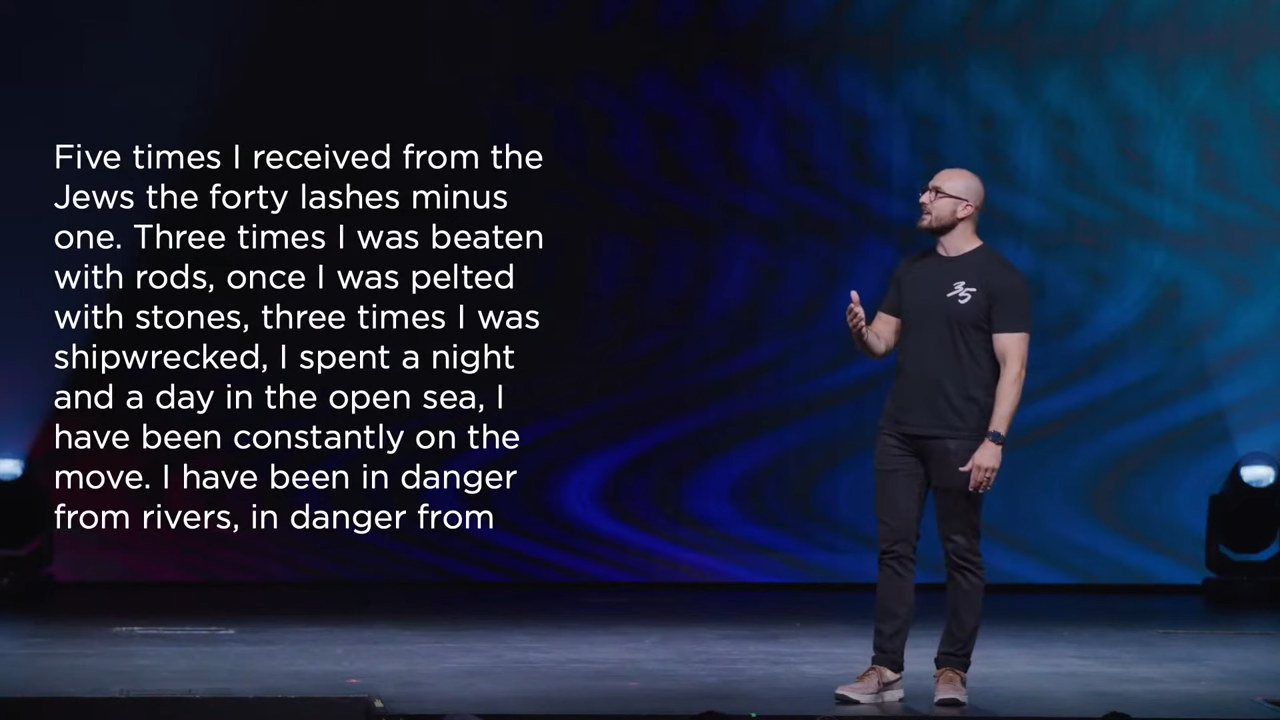 Five times I received from the
Jews the forty lashes minus
one. Three times I was beaten
with rods, once I was pelted
with stones, three times I was
shipwrecked, I spent a night
and a day in the open sea, I
have been constantly on the
move. I have been in danger
from rivers, in danger from
35